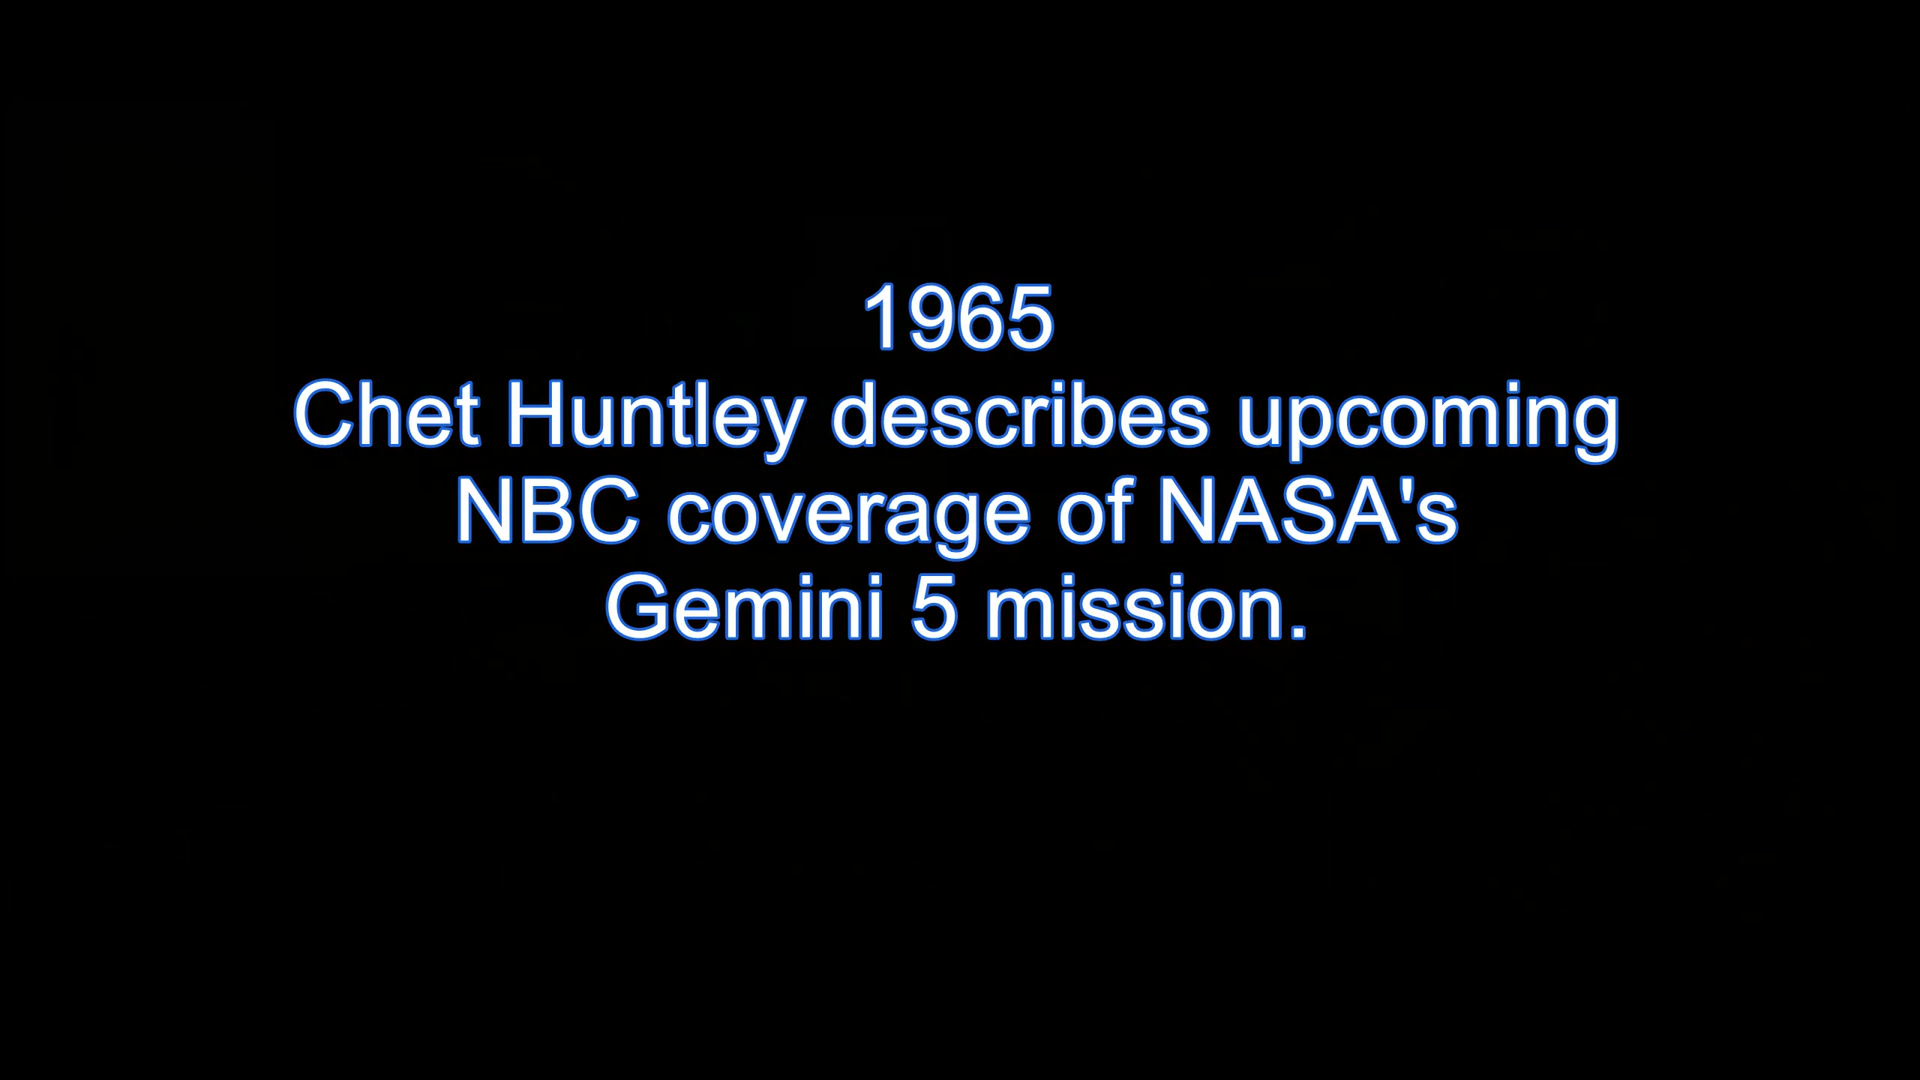 1965
Chet Huntley describes upcoming
NBC coverage of NASA's
Gemini 5 mission.